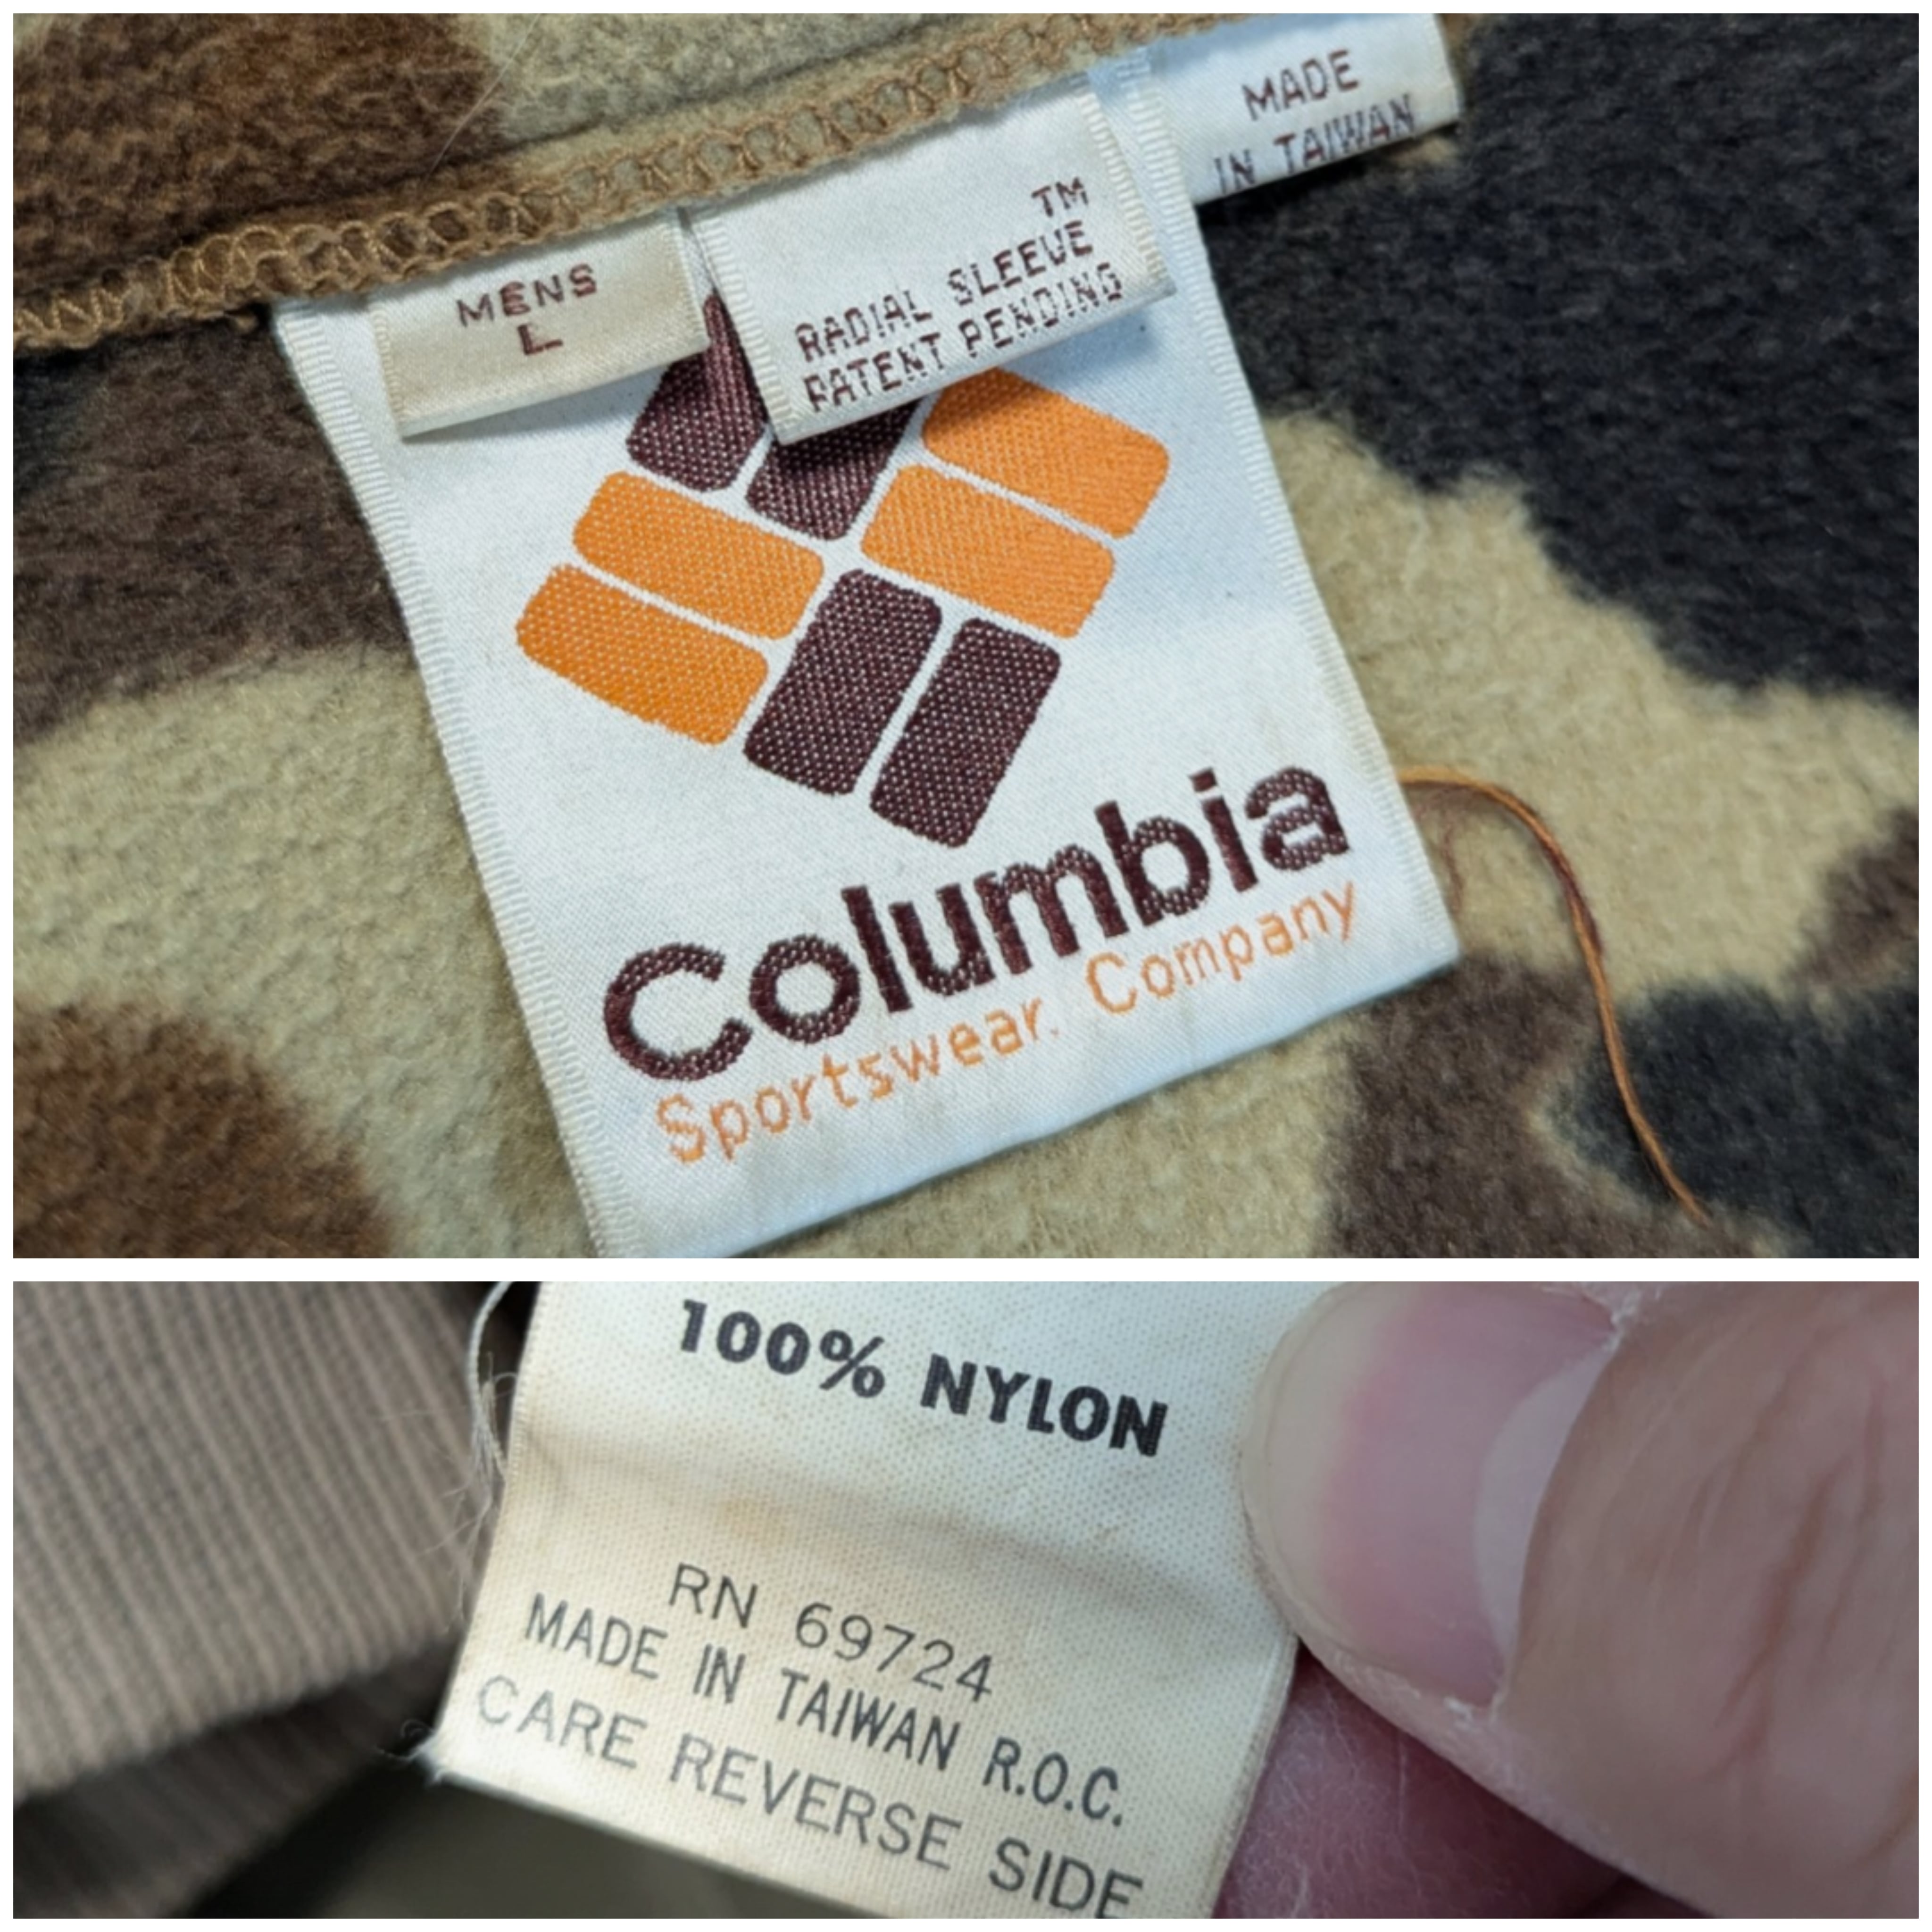 MADE
IN TAIWAN
TM
RADIAL SLEEVE
PATENT PENDING
MENS
L
Columbia
Sportswear. Company
100% NYLON
RN 69724
MADE IN TAIWAN R.O.C.
CARE REVERSE SIDE